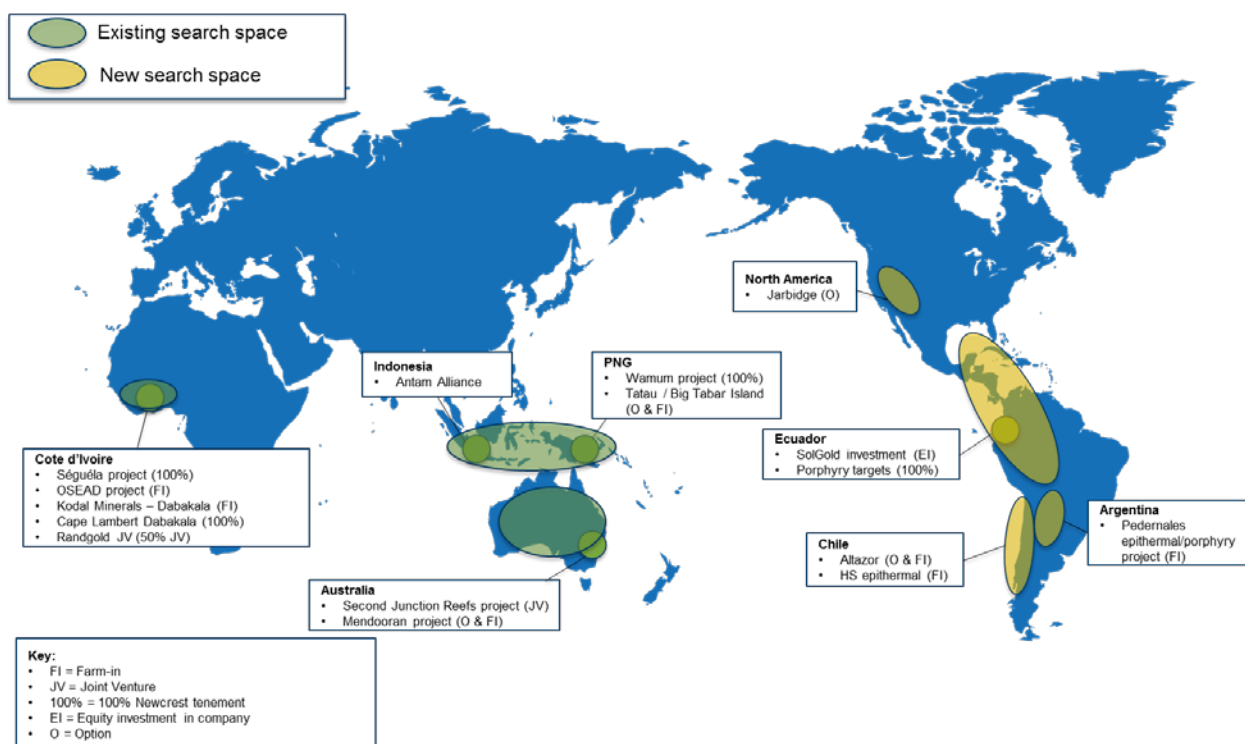 Existing search space
New search space
North America
• Jarbidge (O)
Indonesia
• Antam Alliance
PNG
• Wamum project (100%)
• Tatau / Big Tabar Island
(O & FI)
Cote d'Ivoire
• Séguéla project (100%)
• OSEAD project (FI)
• Kodal Minerals – Dabakala (FI)
• Cape Lambert Dabakala (100%)
• Randgold JV (50% JV)
Ecuador
• SolGold investment (EI)
• Porphyry targets (100%)
Argentina
• Pedernales
epithermal/porphyry
project (FI)
Chile
• Altazor (O & FI)
• HS epithermal (FI)
Australia
• Second Junction Reefs project (JV)
• Mendooran project (O & FI)
Key:
• FI = Farm-in
• JV = Joint Venture
• 100% = 100% Newcrest tenement
• EI = Equity investment in company
• O = Option